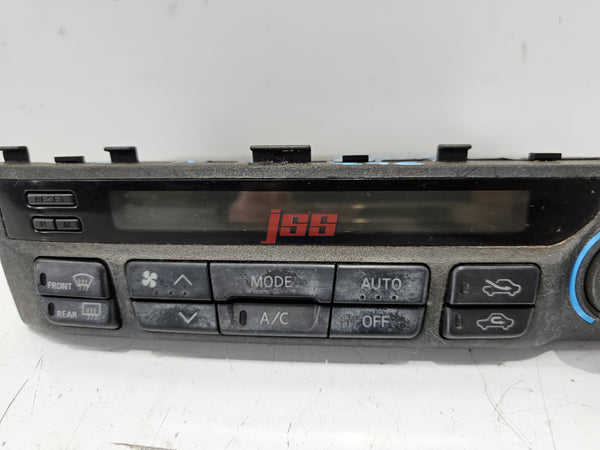 RESET
H M
jss
FRONT
MODE
AUTO
REAR
A/C
OFF